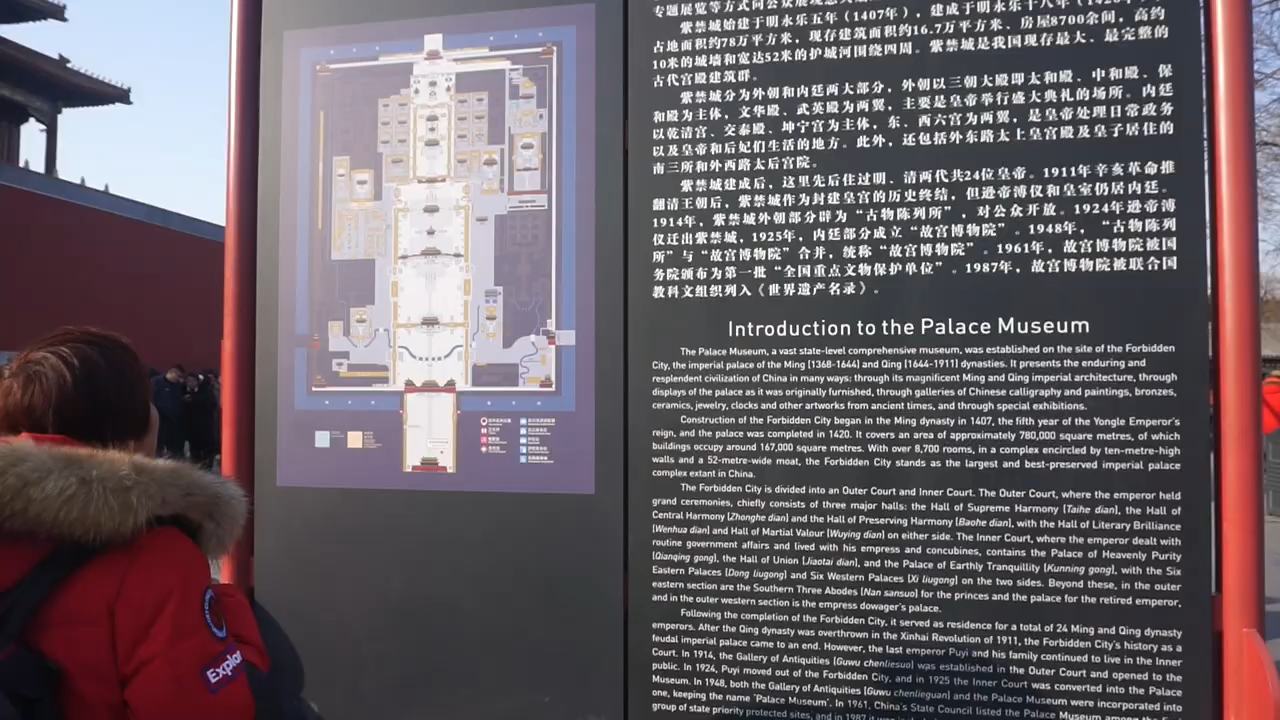 专题展览等方式向公众展现
紫禁城始建于明永乐五年（1407年），建成于明永乐十八年
占地面积约78万平方米，现存建筑面积约16.7万平方米，房屋8700余间，高约
10米的城墙和宽达52米的护城河围绕四周。紫禁城是我国现存最大、最完整的
古代宫殿建筑群。
紫禁城分为外朝和内廷两大部分，外朝以三朝大殿即太和殿、中和殿、保
和殿为主体，文华殿、武英殿为两翼，主要是皇帝举行盛大典礼的场所。内廷
以乾清宫、交泰殿、坤宁宫为主体，东、西六宫为两翼，是皇帝处理日常政务
以及皇帝和后妃们生活的地方。此外，还包括外东路太上皇宫殿及皇子居住的
南三所和外西路太后宫院。
紫禁城建成后，这里先后住过明、清两代共24位皇帝。1911年辛亥革命推
翻清王朝后，紫禁城作为封建皇宫的历史终结，但逊帝溥仪和皇室仍居内廷。
1914年，紫禁城外朝部分辟为“古物陈列所”，对公众开放。1924年逊帝溥
仪迁出紫禁城，1925年，内廷部分成立“故宫博物院”。1948年，“古物陈列
所”与“故宫博物院”合并，统称“故宫博物院”。1961年，故宫博物院被国
务院颁布为第一批“全国重点文物保护单位”。1987年，故宫博物院被联合国
教科文组织列入《世界遗产名录》。
Introduction to the Palace Museum
The Palace Museum, a vast state-level comprehensive museum, was established on the site of the Forbidden
City, the imperial palace of the Ming (1368-1644) and Qing (1644-1911) dynasties. It presents the enduring and
resplendent civilization of China in many ways: through its magnificent Ming and Qing imperial architecture, through
displays of the palace as it was originally furnished, through galleries of Chinese calligraphy and paintings, bronzes,
ceramics, jewelry, clocks and other artworks from ancient times, and through special exhibitions.
Construction of the Forbidden City began in the Ming dynasty in 1407, the fifth year of the Yongle Emperor's
reign, and the palace was completed in 1420. It covers an area of approximately 780,000 square metres, of which
buildings occupy around 167,000 square metres. With over 8,700 rooms, in a complex encircled by ten-metre-high
walls and a 52-metre-wide moat, the Forbidden City stands as the largest and best-preserved imperial palace
complex extant in China.
The Forbidden City is divided into an Outer Court and Inner Court. The Outer Court, where the emperor held
grand ceremonies, chiefly consists of three major halls: the Hall of Supreme Harmony (Taihe dian), the Hall of
Central Harmony (Zhonghe dian) and the Hall of Preserving Harmony (Baohe dian), with the Hall of Literary Brilliance
(Wenhua dian) and Hall of Martial Valour (Wuying dian) on either side. The Inner Court, where the emperor dealt with
routine government affairs and lived with his empress and concubines, contains the Palace of Heavenly Purity
(Qianqing gong), the Hall of Union (Jiaotai dian), and the Palace of Earthly Tranquillity (Kunning gong), with the Six
Eastern Palaces (Dong liugong) and Six Western Palaces (Xi liugong) on the two sides. Beyond these, in the outer
eastern section are the Southern Three Abodes (Nan sansuo) for the princes and the palace for the retired emperor,
and in the outer western section is the empress dowager's palace.
Following the completion of the Forbidden City, it served as residence for a total of 24 Ming and Qing dynasty
emperors. After the Qing dynasty was overthrown in the Xinhai Revolution of 1911, the Forbidden City's history as a
feudal imperial palace came to an end. However, the last emperor Puyi and his family continued to live in the Inner
Court. In 1914, the Gallery of Antiquities (Guwu chenliesuo) was established in the Outer Court and opened to the
public. In 1924, Puyi moved out of the Forbidden City, and in 1925 the Inner Court was converted into the Palace
Museum. In 1948, both the Gallery of Antiquities (Guwu chenlieguan) and the Palace Museum were incorporated into
one, keeping the name "Palace Museum". In 1961, China's State Council listed the Palace Museum among the
group of state priority protected sites, and in 1987 it was
Explor